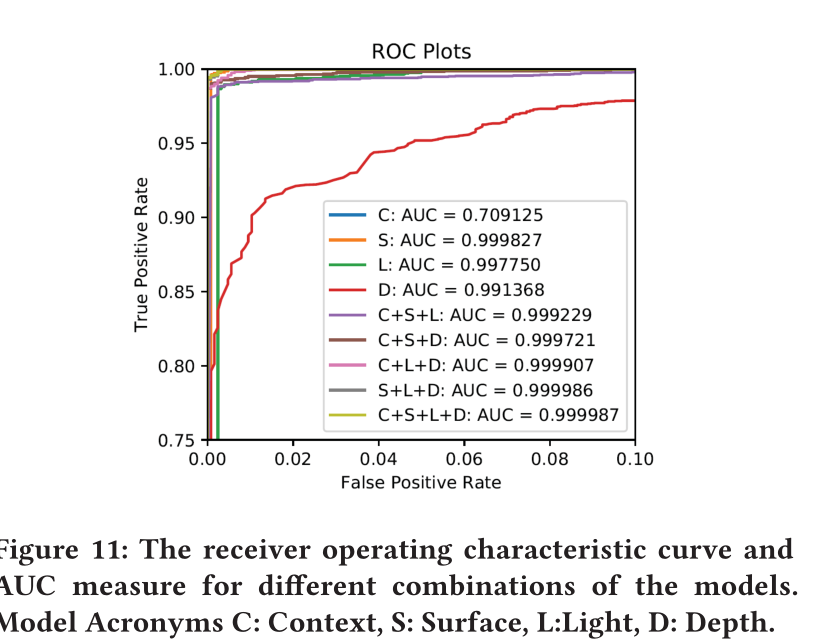 ROC Plots
1.00
0.95
0.90
0.85
0.80
0.75
True Positive Rate
C: AUC = 0.709125
S: AUC = 0.999827
L: AUC = 0.997750
D: AUC = 0.991368
C+S+L: AUC = 0.999229
C+S+D: AUC = 0.999721
C+L+D: AUC = 0.999907
S+L+D: AUC = 0.999986
C+S+L+D: AUC = 0.999987
0.00 0.02 0.04 0.06 0.08 0.10
False Positive Rate
Figure 11: The receiver operating characteristic curve and
AUC measure for different combinations of the models.
Model Acronyms C: Context, S: Surface, L:Light, D: Depth.